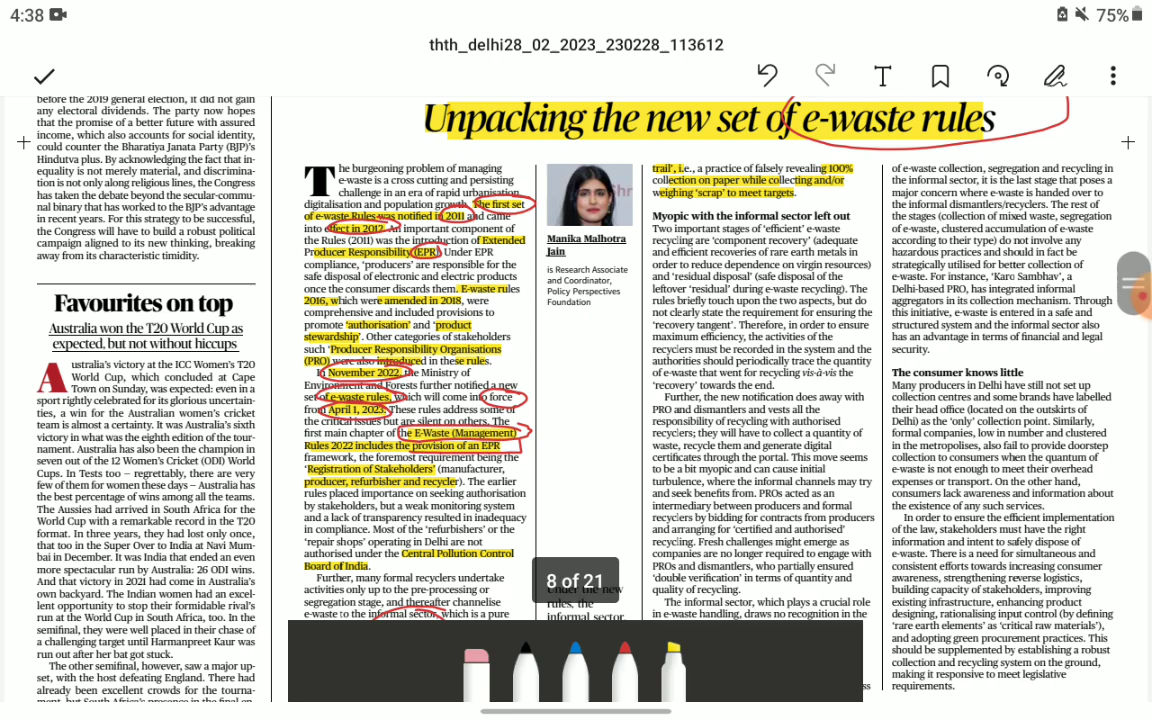 4:38
75%
thth_delhi28_02_2023_230228_113612
T
before the 2019 general election, it did not gain
any electoral dividends. The party now hopes
that the promise of a better future with assured
income, which also accounts for social identity,
could counter the Bharatiya Janata Party (BJP)'s
Hindutva plus. By acknowledging the fact that in-
equality is not merely material, and discrimina-
tion is not only along religious lines, the Congress
has taken the debate beyond the secular-commu-
nal binary that has worked to the BJP's advantage
in recent years. For this strategy to be successful,
the Congress will have to build a robust political
campaign aligned to its new thinking, breaking
away from its characteristic timidity.
Favourites on top
Australia won the T20 World Cup as
expected, but not without hiccups
Australia's victory at the ICC Women's T20
World Cup, which concluded at Cape
Town on Sunday, was expected: even in a
sport rightly celebrated for its glorious uncertain-
ties, a win for the Australian women's cricket
team is almost a certainty. It was Australia's sixth
victory in what was the eighth edition of the tour-
nament. Australia has also been the champion in
seven out of the 12 Women's Cricket (ODI) World
Cups. In Tests too – regrettably, there are very
few of them for women these days – Australia has
the best percentage of wins among all the teams.
The Aussies had arrived in South Africa for the
World Cup with a remarkable record in the T20
format. In three years, they had lost only once,
that too in the Super Over to India at Navi Mum-
bai in December. It was India that ended an even
more spectacular run by Australia: 26 ODI wins.
And that victory in 2021 had come in Australia's
own backyard. The Indian women had an excel-
lent opportunity to stop their formidable rival's
run at the World Cup in South Africa, too. In the
semifinal, they were well placed in their chase of
a challenging target until Harmanpreet Kaur was
run out after her bat got stuck.
The other semifinal, however, saw a major up-
set, with the host defeating England. There had
already been excellent crowds for the tourna-
ment, but South Africa's presence in the final en-
Unpacking the new set of e-waste rules
The burgeoning problem of managing
e-waste is a cross cutting and persisting
challenge in an era of rapid urbanisation,
digitalisation and population growth. The first set
of e-waste Rules was notified in 2011 and came
into effect in 2012. An important component of
the Rules (2011) was the introduction of Extended
Producer Responsibility (EPR). Under EPR
compliance, 'producers' are responsible for the
safe disposal of electronic and electric products
once the consumer discards them. E-waste rules
2016, which were amended in 2018, were
comprehensive and included provisions to
promote 'authorisation' and 'product
stewardship'. Other categories of stakeholders
such 'Producer Responsibility Organisations
(PRO) were also introduced in these rules.
In November 2022, the Ministry of
Environment and Forests further notified a new
set of e-waste rules, which will come into force
from April 1, 2023. These rules address some of
the critical issues but are silent on others. The
first main chapter of the E-Waste (Management)
Rules 2022 includes the provision of an EPR
framework, the foremost requirement being the
'Registration of Stakeholders' (manufacturer,
producer, refurbisher and recycler). The earlier
rules placed importance on seeking authorisation
by stakeholders, but a weak monitoring system
and a lack of transparency resulted in inadequacy
in compliance. Most of the 'refurbishers' or the
'repair shops' operating in Delhi are not
authorised under the Central Pollution Control
Board of India.
Further, many formal recyclers undertake
activities only up to the pre-processing or
segregation stage, and thereafter channelise
e-waste to the informal sector, which is a pure
Manika Malhotra
Jain
is Research Associate
and Coordinator,
Policy Perspectives
Foundation
8 of 21
Under the new
rules, the
informal sector,
trail', i.e., a practice of falsely revealing 100%
collection on paper while collecting and/or
weighing 'scrap' to meet targets.
Myopic with the informal sector left out
Two important stages of 'efficient' e-waste
recycling are 'component recovery' (adequate
and efficient recoveries of rare earth metals in
order to reduce dependence on virgin resources)
and 'residual disposal' (safe disposal of the
leftover 'residual' during e-waste recycling). The
rules briefly touch upon the two aspects, but do
not clearly state the requirement for ensuring the
'recovery tangent'. Therefore, in order to ensure
maximum efficiency, the activities of the
recyclers must be recorded in the system and the
authorities should periodically trace the quantity
of e-waste that went for recycling vis-à-vis the
'recovery' towards the end.
Further, the new notification does away with
PRO and dismantlers and vests all the
responsibility of recycling with authorised
recyclers; they will have to collect a quantity of
waste, recycle them and generate digital
certificates through the portal. This move seems
to be a bit myopic and can cause initial
turbulence, where the informal channels may try
and seek benefits from. PROs acted as an
intermediary between producers and formal
recyclers by bidding for contracts from producers
and arranging for 'certified and authorised'
recycling. Fresh challenges might emerge as
companies are no longer required to engage with
PROs and dismantlers, who partially ensured
'double verification' in terms of quantity and
quality of recycling.
The informal sector, which plays a crucial role
in e-waste handling, draws no recognition in the
ss
of e-waste collection, segregation and recycling in
the informal sector, it is the last stage that poses a
major concern where e-waste is handed over to
the informal dismantlers/recyclers. The rest of
the stages (collection of mixed waste, segregation
of e-waste, clustered accumulation of e-waste
according to their type) do not involve any
hazardous practices and should in fact be
strategically utilised for better collection of
e-waste. For instance, 'Karo Sambhav', a
Delhi-based PRO, has integrated informal
aggregators in its collection mechanism. Through
this initiative, e-waste is entered in a safe and
structured system and the informal sector also
has an advantage in terms of financial and legal
security.
The consumer knows little
Many producers in Delhi have still not set up
collection centres and some brands have labelled
their head office (located on the outskirts of
Delhi) as the 'only' collection point. Similarly,
formal companies, low in number and clustered
in the metropolises, also fail to provide doorstep
collection to consumers when the quantum of
e-waste is not enough to meet their overhead
expenses or transport. On the other hand,
consumers lack awareness and information about
the existence of any such services.
In order to ensure the efficient implementation
of the law, stakeholders must have the right
information and intent to safely dispose of
e-waste. There is a need for simultaneous and
consistent efforts towards increasing consumer
awareness, strengthening reverse logistics,
building capacity of stakeholders, improving
existing infrastructure, enhancing product
designing, rationalising input control (by defining
'rare earth elements' as 'critical raw materials'),
and adopting green procurement practices. This
should be supplemented by establishing a robust
collection and recycling system on the ground,
making it responsive to meet legislative
requirements.